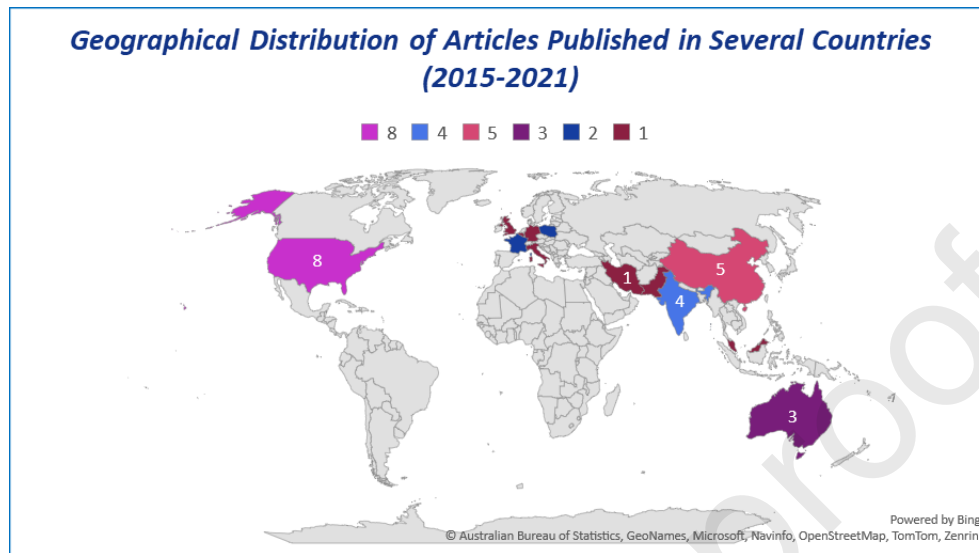 Geographical Distribution of Articles Published in Several Countries
(2015-2021)
8 4 5 3 2 1
8
5
1
4
3
proof
Powered by Bing
© Australian Bureau of Statistics, GeoNames, Microsoft, Navinfo, OpenStreetMap, TomTom, Zenrin